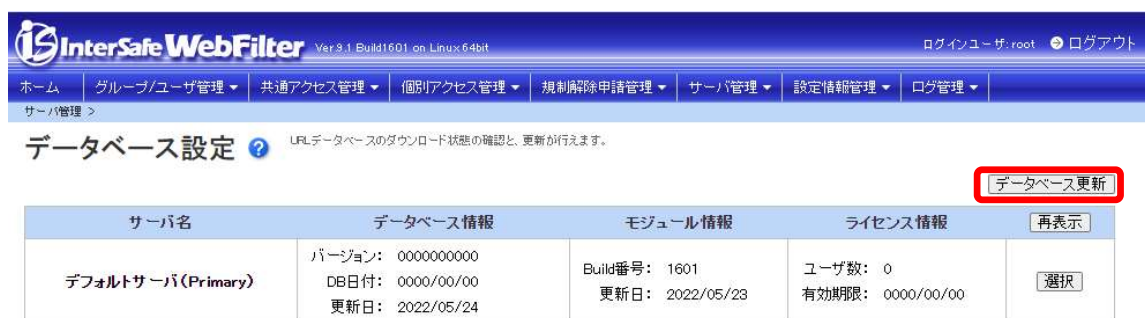 InterSafe WebFilter Ver.9.1 Build1601 on Linux64bit ログインユーザ:root ログアウト
ホーム グループ/ユーザ管理 共通アクセス管理 個別アクセス管理 規制解除申請管理 サーバ管理 設定情報管理 ログ管理
サーバ管理 >
データベース設定 ? URLデータベースのダウンロード状態の確認と、更新が行えます。
データベース更新
サーバ名 データベース情報 モジュール情報 ライセンス情報 再表示
バージョン: 0000000000
デフォルトサーバ(Primary) DB日付: 0000/00/00 Build番号: 1601 ユーザ数: 0 選択
更新日: 2022/05/24 更新日: 2022/05/23 有効期限: 0000/00/00